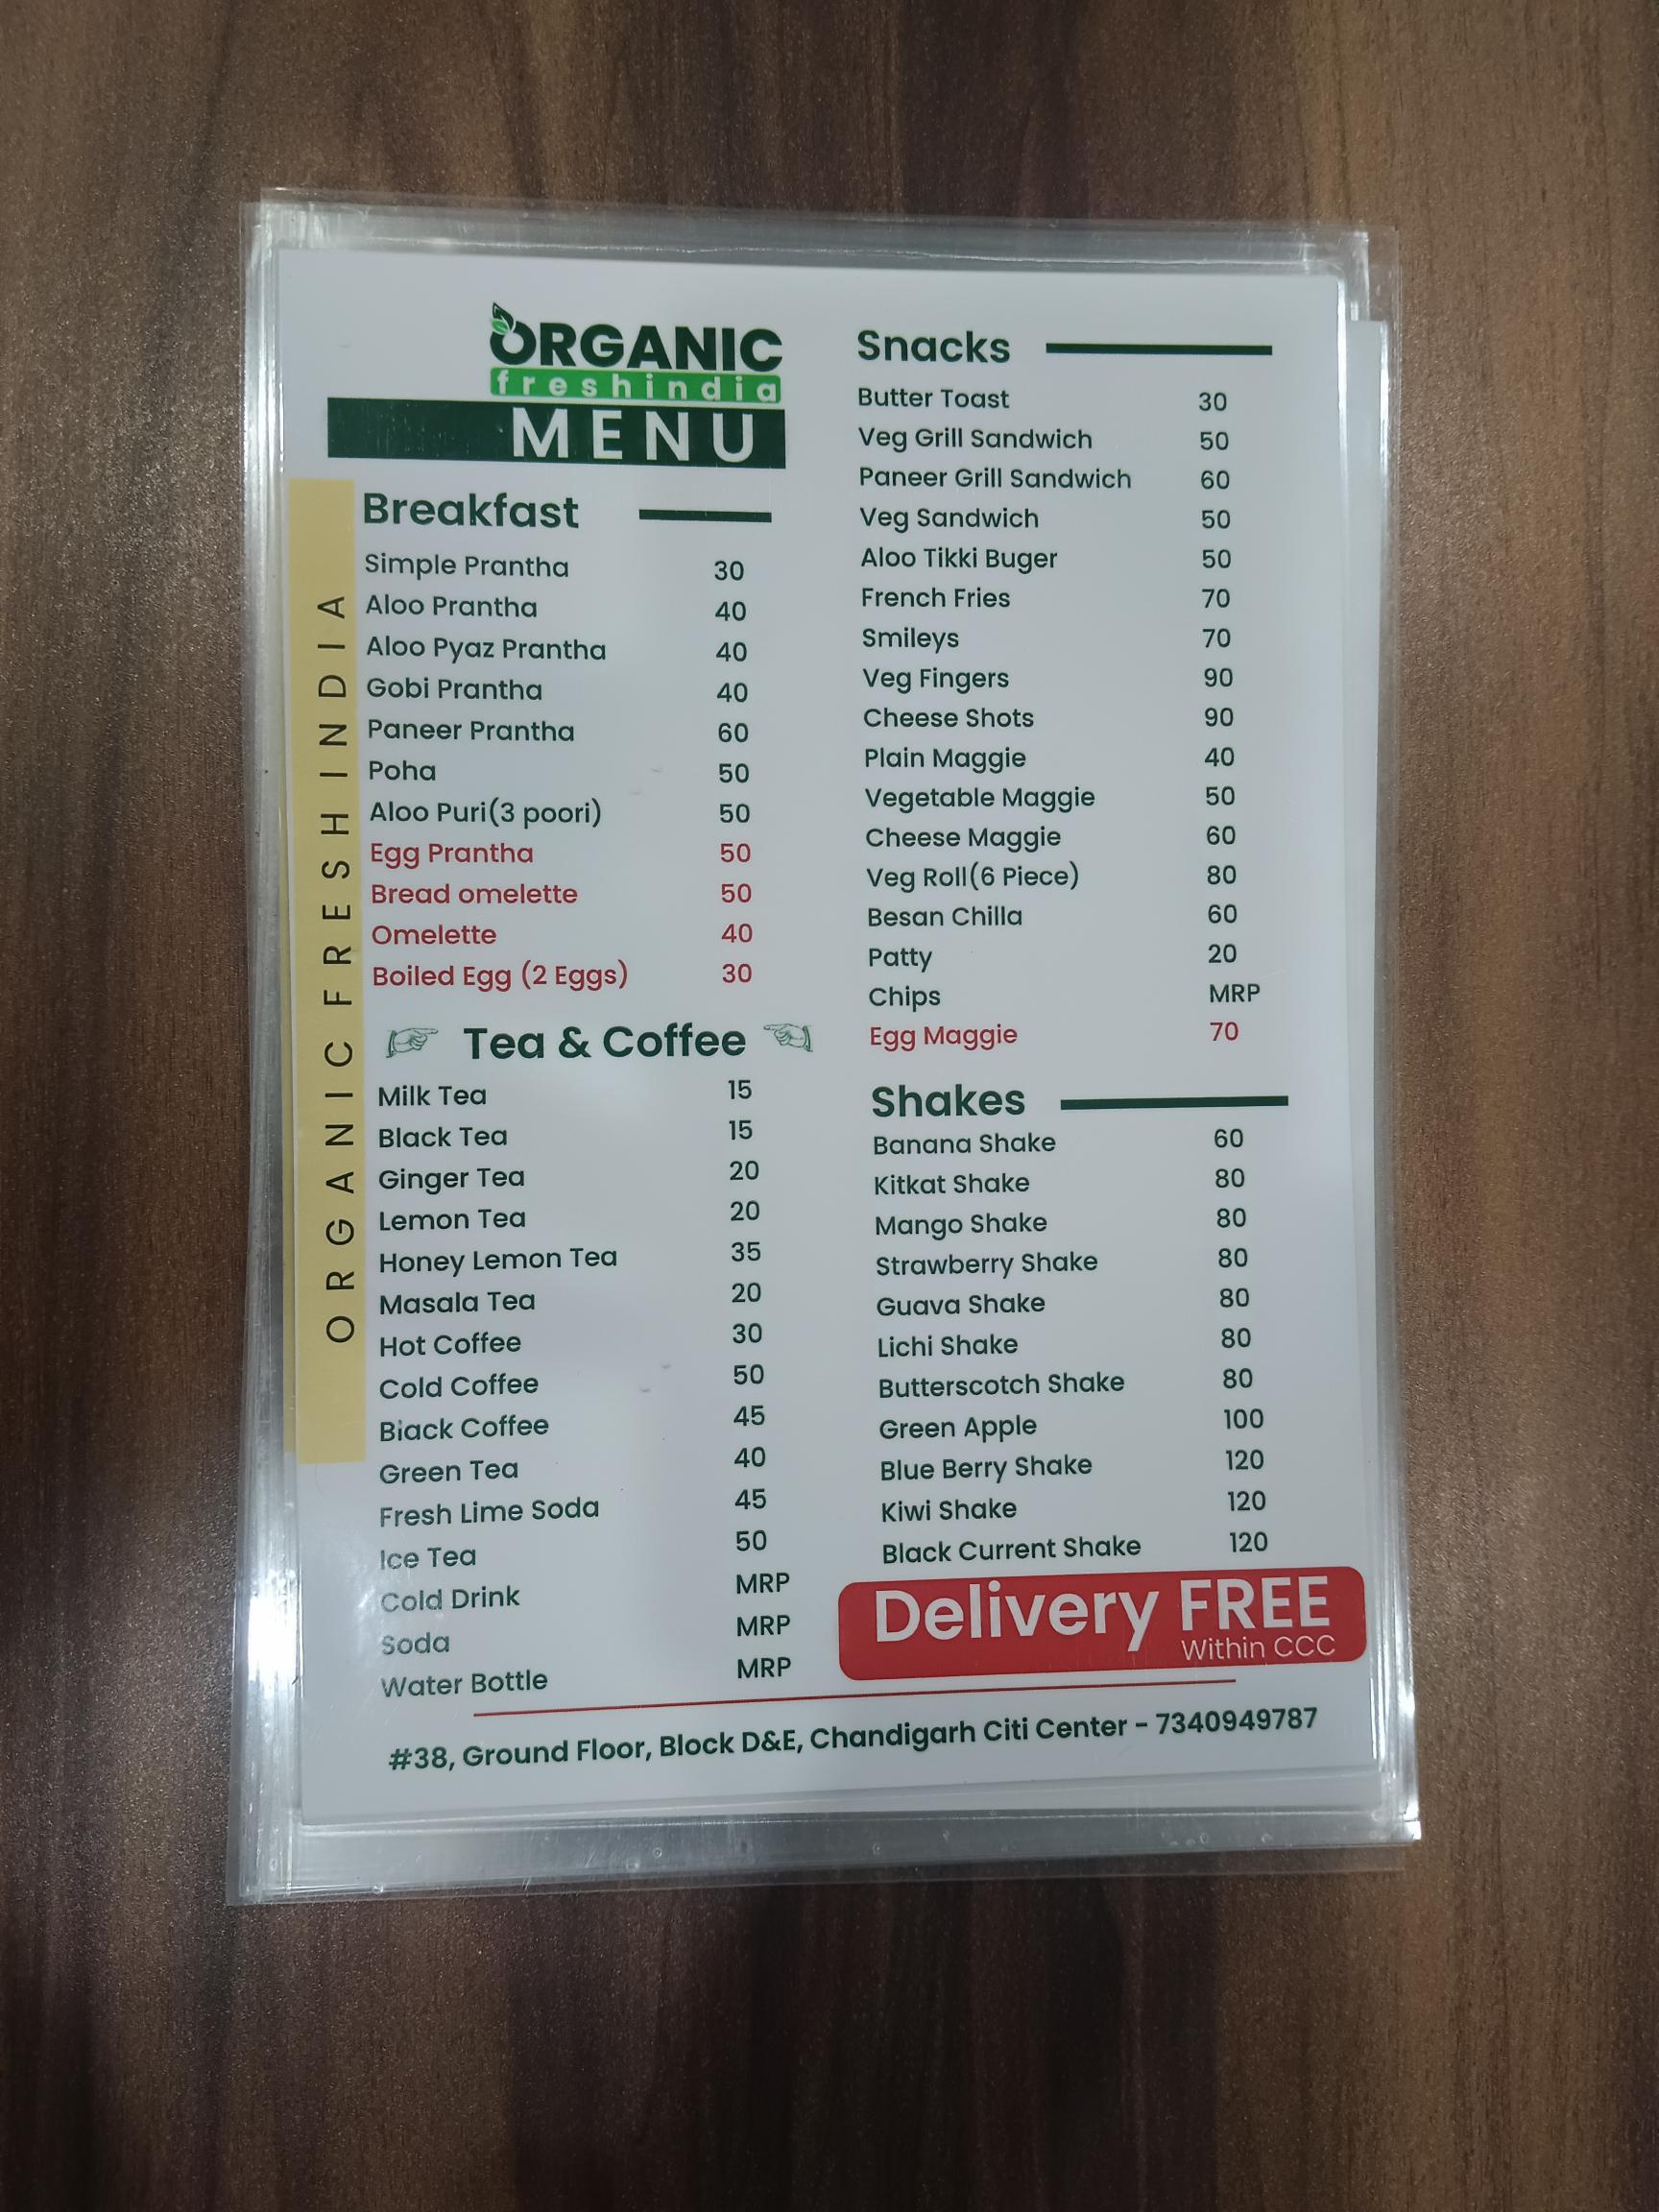 ORGANIC
freshindia
MENU
ORGANIC FRESH INDIA
Breakfast
Simple Prantha 30
Aloo Prantha 40
Aloo Pyaz Prantha 40
Gobi Prantha 40
Paneer Prantha 60
Poha 50
Aloo Puri(3 poori) 50
Egg Prantha 50
Bread omelette 50
Omelette 40
Boiled Egg (2 Eggs) 30
Tea & Coffee
Milk Tea 15
Black Tea 15
Ginger Tea 20
Lemon Tea 20
Honey Lemon Tea 35
Masala Tea 20
Hot Coffee 30
Cold Coffee 50
Black Coffee 45
Green Tea 40
Fresh Lime Soda 45
Ice Tea 50
Cold Drink MRP
Soda MRP
Water Bottle MRP
Snacks
Butter Toast 30
Veg Grill Sandwich 50
Paneer Grill Sandwich 60
Veg Sandwich 50
Aloo Tikki Buger 50
French Fries 70
Smileys 70
Veg Fingers 90
Cheese Shots 90
Plain Maggie 40
Vegetable Maggie 50
Cheese Maggie 60
Veg Roll(6 Piece) 80
Besan Chilla 60
Patty 20
Chips MRP
Egg Maggie 70
Shakes
Banana Shake 60
Kitkat Shake 80
Mango Shake 80
Strawberry Shake 80
Guava Shake 80
Lichi Shake 80
Butterscotch Shake 80
Green Apple 100
Blue Berry Shake 120
Kiwi Shake 120
Black Current Shake 120
Delivery FREE
Within CCC
#38, Ground Floor, Block D&E, Chandigarh Citi Center - 7340949787